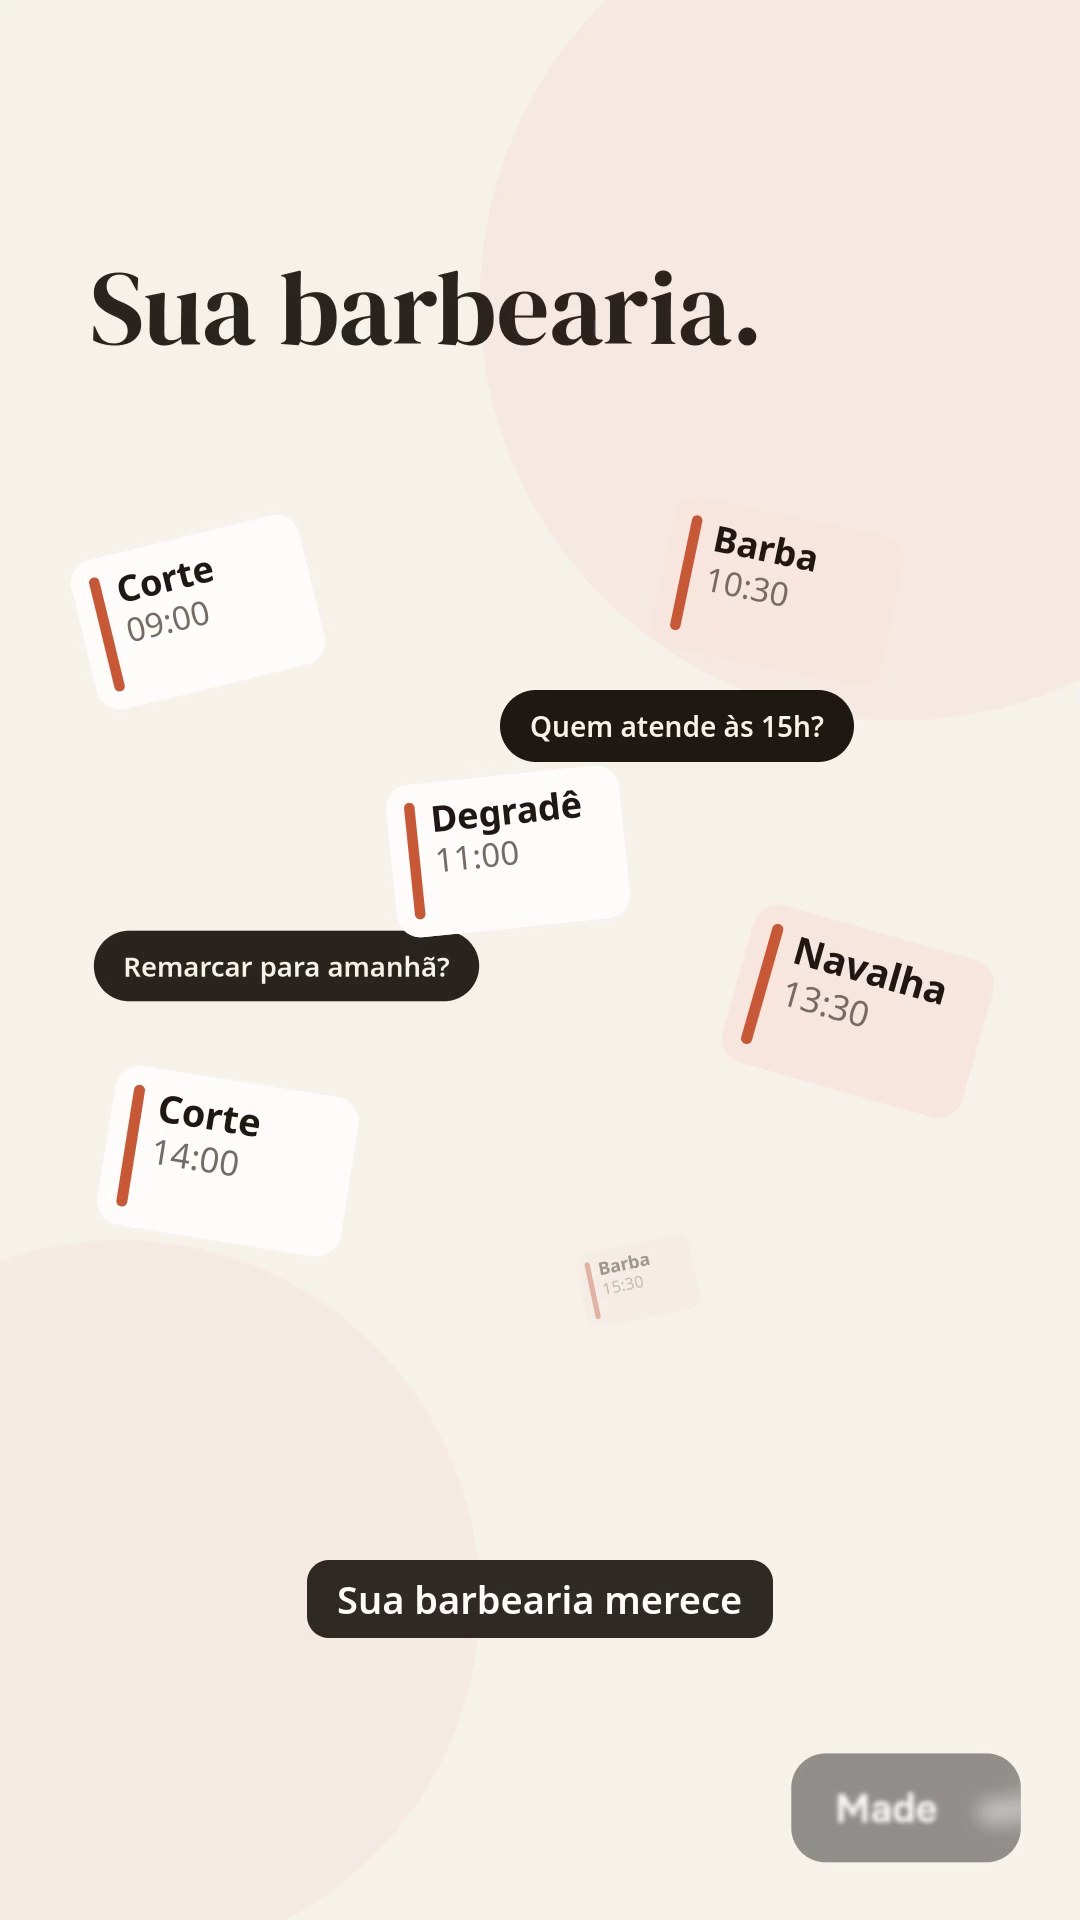 Sua barbearia.
Corte
09:00
Barba
10:30
Quem atende às 15h?
Degradê
11:00
Remarcar para amanhã?
Navalha
13:30
Corte
14:00
Barba
15:30
Sua barbearia merece
Made